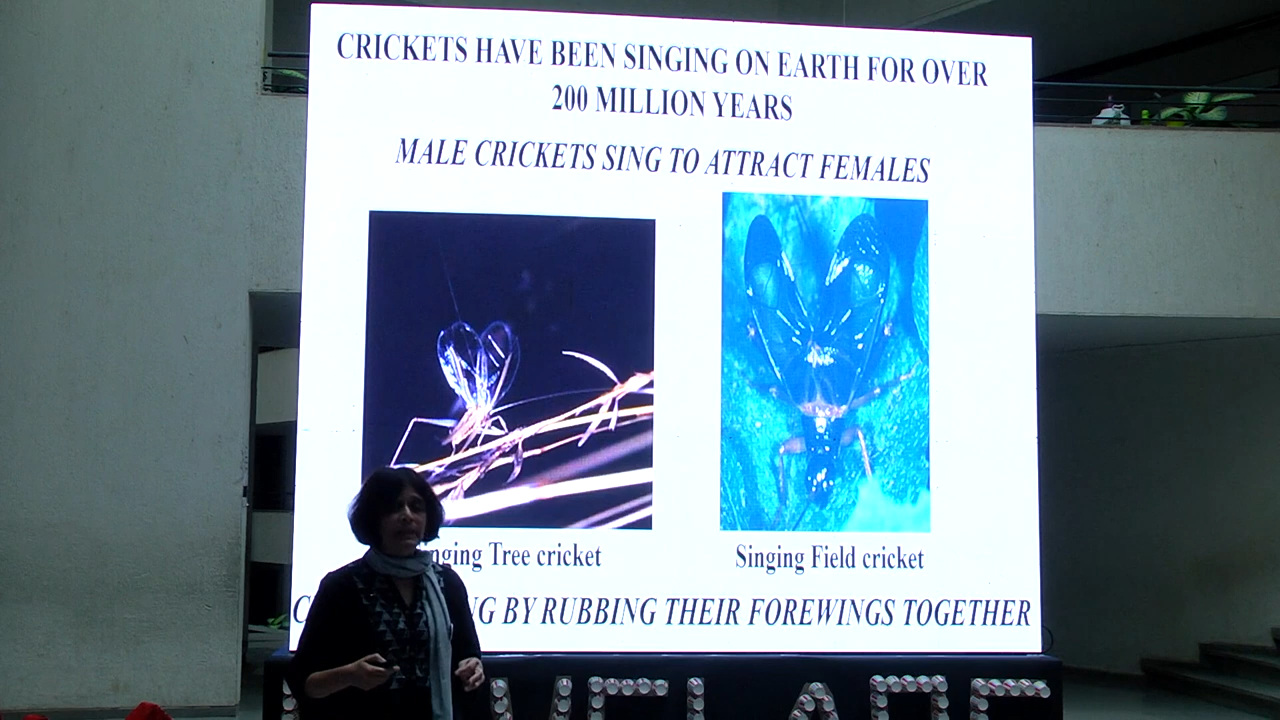 CRICKETS HAVE BEEN SINGING ON EARTH FOR OVER
200 MILLION YEARS
MALE CRICKETS SING TO ATTRACT FEMALES
Singing Field cricket
Tree cricket
BY RUBBING THEIR FOREWINGS TOGETHER